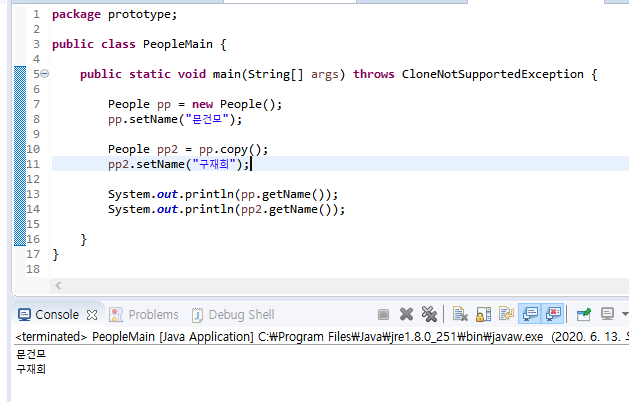 1 package prototype;
2
3 public class PeopleMain {
4
5 public static void main(String[] args) throws CloneNotSupportedException {
6
7 People pp = new People();
8 pp.setName("문건모");
9
10 People pp2 = pp.copy();
11 pp2.setName("구재희");
12
13 System.out.println(pp.getName());
14 System.out.println(pp2.getName());
15
16 }
17 }
18
Console Problems Debug Shell
<terminated> PeopleMain [Java Application] C:₩Program Files₩Java₩jre1.8.0_251₩bin₩javaw.exe (2020. 6. 13.
문건모
구재희